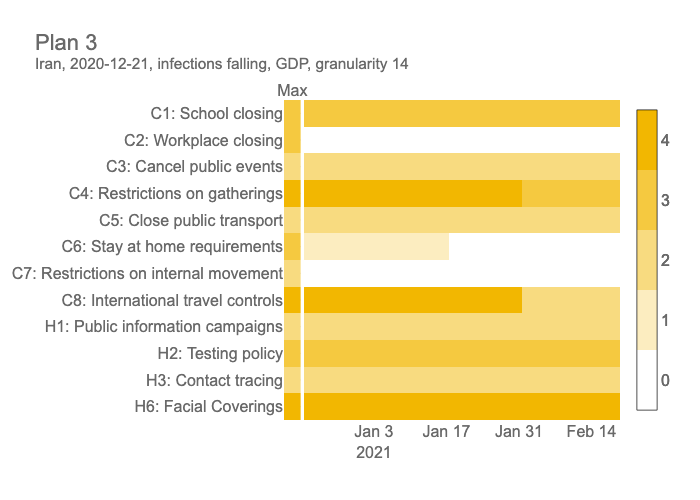 Plan 3
Iran, 2020-12-21, infections falling, GDP, granularity 14
Max
C1: School closing
C2: Workplace closing
C3: Cancel public events
C4: Restrictions on gatherings
C5: Close public transport
C6: Stay at home requirements
C7: Restrictions on internal movement
C8: International travel controls
H1: Public information campaigns
H2: Testing policy
H3: Contact tracing
H6: Facial Coverings
Jan 3 Jan 17 Jan 31 Feb 14
2021
4
3
2
1
0